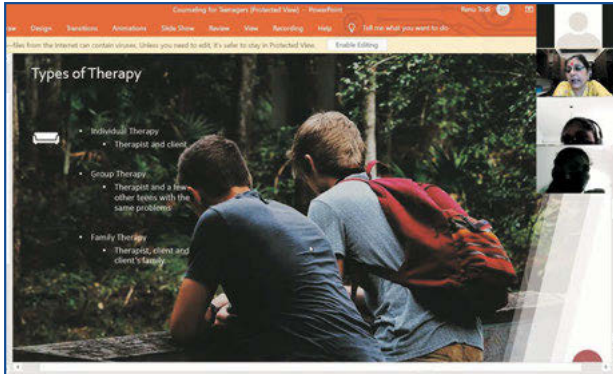 Counseling for Teenagers (Protected View) - PowerPoint
Renu Todi
Design Transitions Animations Slide Show Review View Recording Help Tell me what you want to do
files from the Internet can contain viruses. Unless you need to edit, it's safer to stay in Protected View. Enable Editing
Types of Therapy
Individual Therapy
Therapist and client
Group Therapy
Therapist and a few
other teens with the
same problems
Family Therapy
Therapist, client and
client's family.